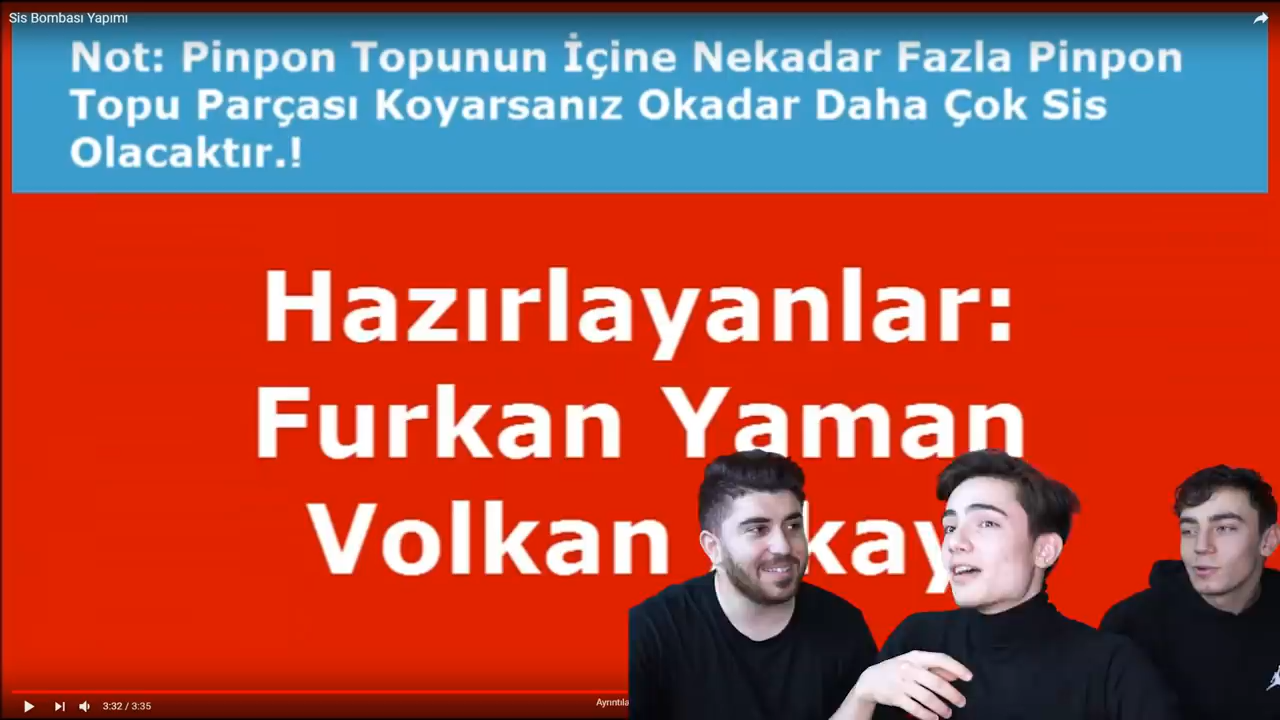 Sis Bombası Yapımı
Not: Pinpon Topunun İçine Nekadar Fazla Pinpon
Topu Parçası Koyarsanız Okadar Daha Çok Sis
Olacaktır.!
Hazırlayanlar:
Furkan Yaman
Volkan
3:32 / 3:35